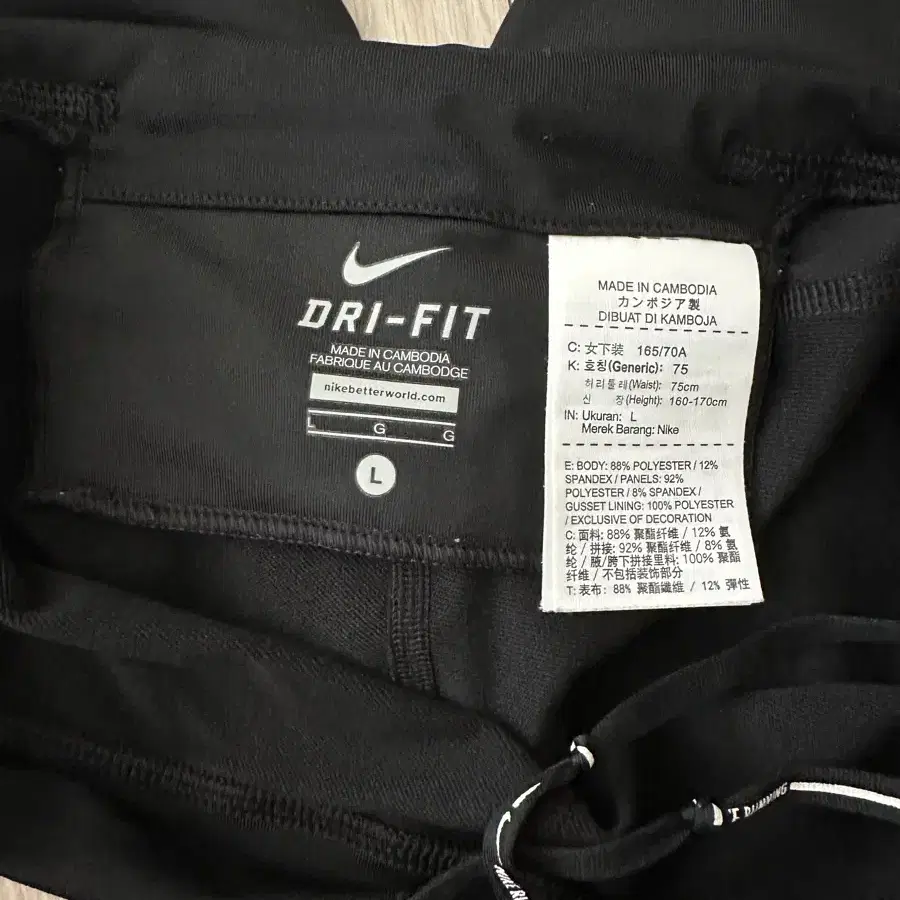 DRI-FIT
MADE IN CAMBODIA
FABRIQUE AU CAMBODGE
nikebetterworld.com
L G G
L
MADE IN CAMBODIA
カンボジア製
DIBUAT DI KAMBOJA
C: 女下装 165/70A
K: 호칭(Generic): 75
허리둘레(Waist): 75cm
신 장(Height): 160-170cm
IN: Ukuran: L
Merek Barang: Nike
E: BODY: 88% POLYESTER / 12%
SPANDEX / PANELS: 92%
POLYESTER / 8% SPANDEX /
GUSSET LINING: 100% POLYESTER
/ EXCLUSIVE OF DECORATION
C: 面料: 88% 聚酯纤维 / 12% 氨
纶 / 拼接: 92% 聚酯纤维 / 8% 氨
纶 / 腋/胯下拼接里料: 100% 聚酯
纤维 / 不包括装饰部分
T: 表布: 88% 聚酯纖維 / 12% 彈性
RUNNING
NIKE RU